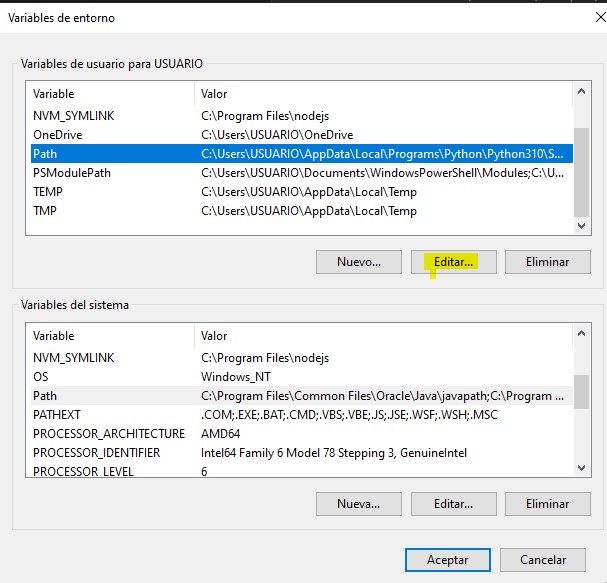 Variables de entorno
Variables de usuario para USUARIO
Variable Valor
NVM_SYMLINK C:\Program Files\nodejs
OneDrive C:\Users\USUARIO\OneDrive
Path C:\Users\USUARIO\AppData\Local\Programs\Python\Python310\S...
PSModulePath C:\Users\USUARIO\Documents\WindowsPowerShell\Modules;C:\U...
TEMP C:\Users\USUARIO\AppData\Local\Temp
TMP C:\Users\USUARIO\AppData\Local\Temp
Nuevo... Editar... Eliminar
Variables del sistema
Variable Valor
NVM_SYMLINK C:\Program Files\nodejs
OS Windows_NT
Path C:\Program Files\Common Files\Oracle\Java\javapath;C:\Program ...
PATHEXT .COM;.EXE;.BAT;.CMD;.VBS;.VBE;.JS;.JSE;.WSF;.WSH;.MSC
PROCESSOR_ARCHITECTURE AMD64
PROCESSOR_IDENTIFIER Intel64 Family 6 Model 78 Stepping 3, GenuineIntel
PROCESSOR_LEVEL 6
Nueva... Editar... Eliminar
Aceptar Cancelar